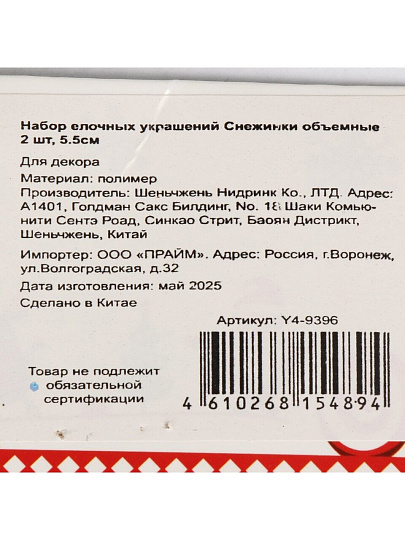 Набор елочных украшений Снежинки объемные
2 шт, 5.5см
Для декора
Материал: полимер
Производитель: Шеньчжень Нидринк Ко., ЛТД. Адрес:
А1401, Голдман Сакс Билдинг, No. 18 Шаки Комью-
нити Сентэ Роад, Синкао Стрит, Баоян Дистрикт,
Шеньчжень, Китай
Импортер: ООО «ПРАЙМ». Адрес: Россия, г.Воронеж,
ул.Волгоградская, д.32
Дата изготовления: май 2025
Сделано в Китае
Артикул: Y4-9396
Товар не подлежит
обязательной
сертификации
4 610268 154894